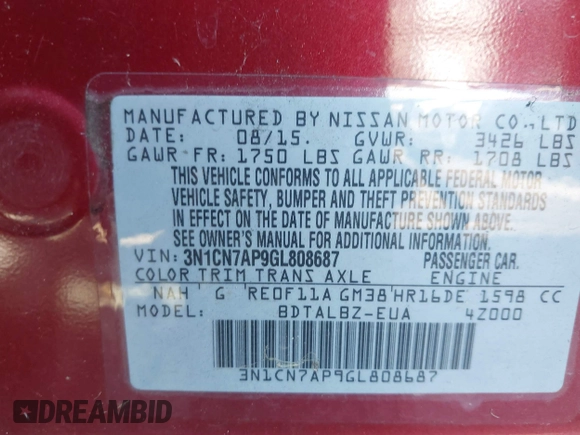 MANUFACTURED BY NISSAN MOTOR CO., LTD
DATE: 08/15. GVWR: 3426 LBS
GAWR FR: 1750 LBS GAWR RR: 1708 LBS
THIS VEHICLE CONFORMS TO ALL APPLICABLE FEDERAL MOTOR
VEHICLE SAFETY, BUMPER AND THEFT PREVENTION STANDARDS
IN EFFECT ON THE DATE OF MANUFACTURE SHOWN ABOVE.
SEE OWNER'S MANUAL FOR ADDITIONAL INFORMATION.
VIN: 3N1CN7AP9GL808687 PASSENGER CAR.
COLOR TRIM TRANS AXLE ENGINE
NAH ' G 'RE0F11A GM38'HR16DE 1598 CC
MODEL: BDTALBZ-EUA 4Z000
3N1CN7AP9GL808687
DREAMBID